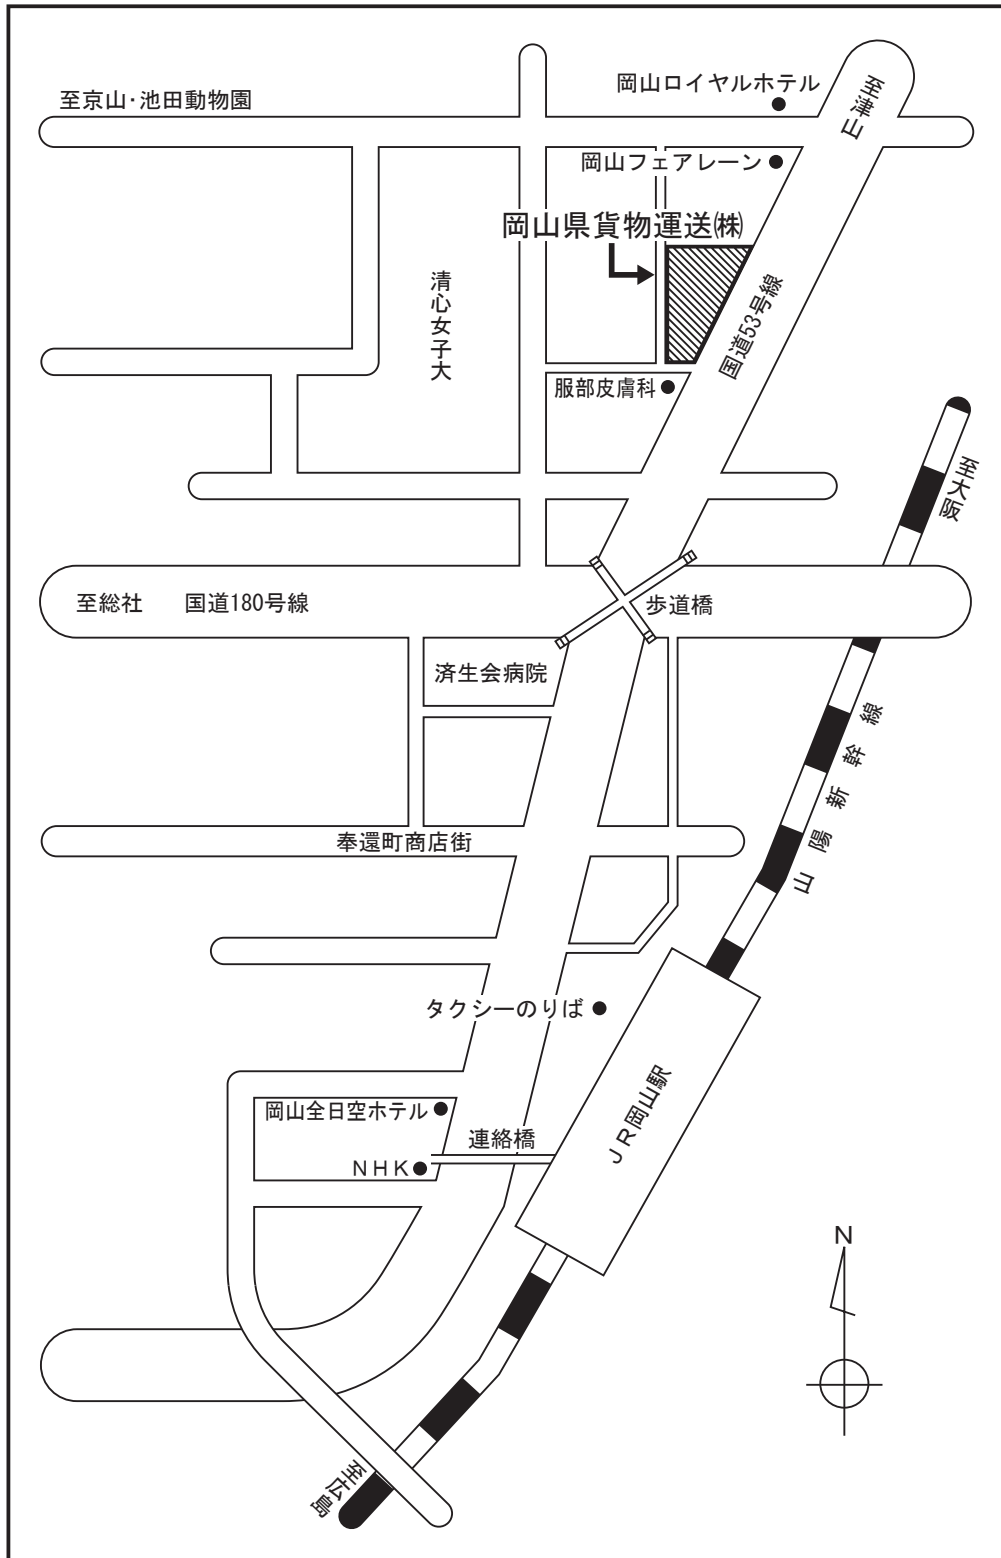 岡山ロイヤルホテル
至京山・池田動物園
至津山
岡山フェアレーン
岡山県貨物運送㈱
清心女子大
国道53号線
服部皮膚科
至大阪
至総社 国道180号線
歩道橋
済生会病院
山陽新幹線
奉還町商店街
タクシーのりば
JR岡山駅
岡山全日空ホテル
連絡橋
NHK
N
至広島